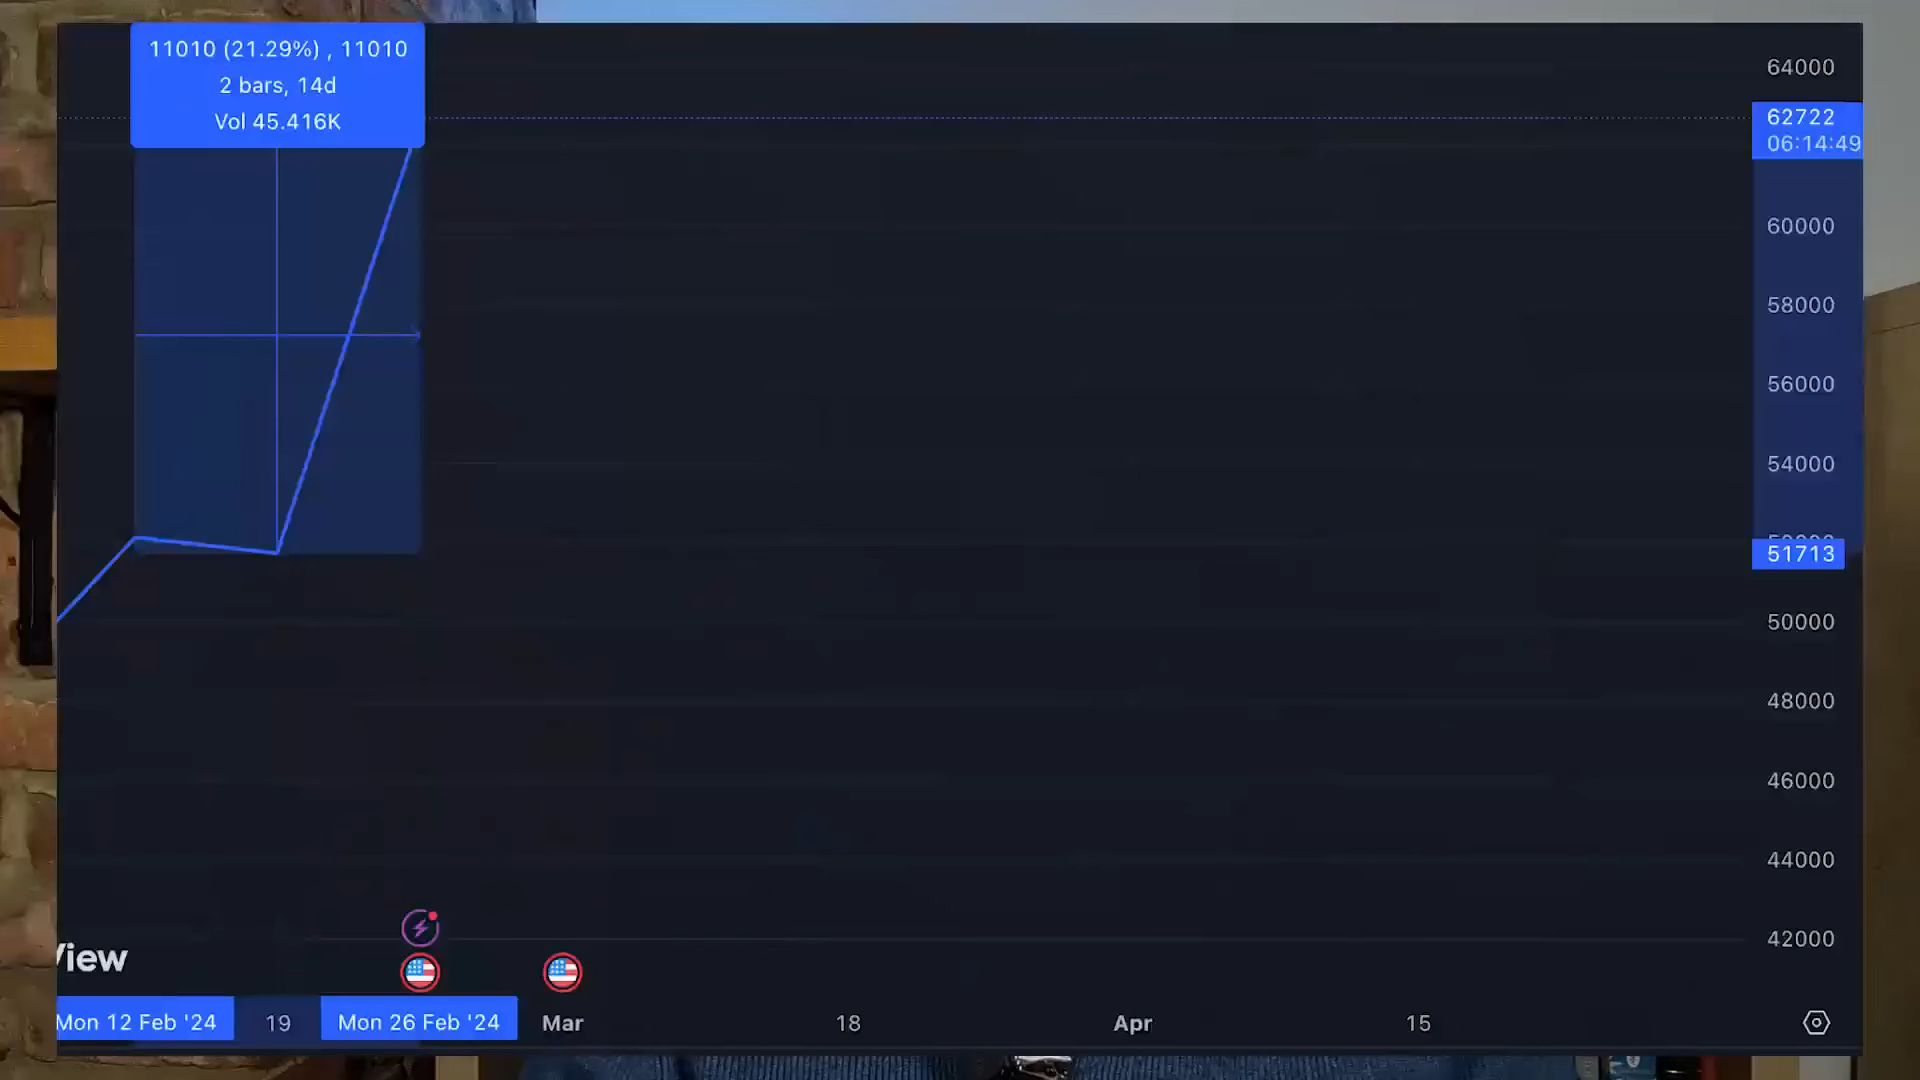 11010 (21.29%) , 11010
2 bars, 14d
Vol 45.416K
64000
62722
06:14:49
60000
58000
56000
54000
51713
50000
48000
46000
44000
42000
View
Mon 12 Feb '24
19
Mon 26 Feb '24
Mar
18
Apr
15